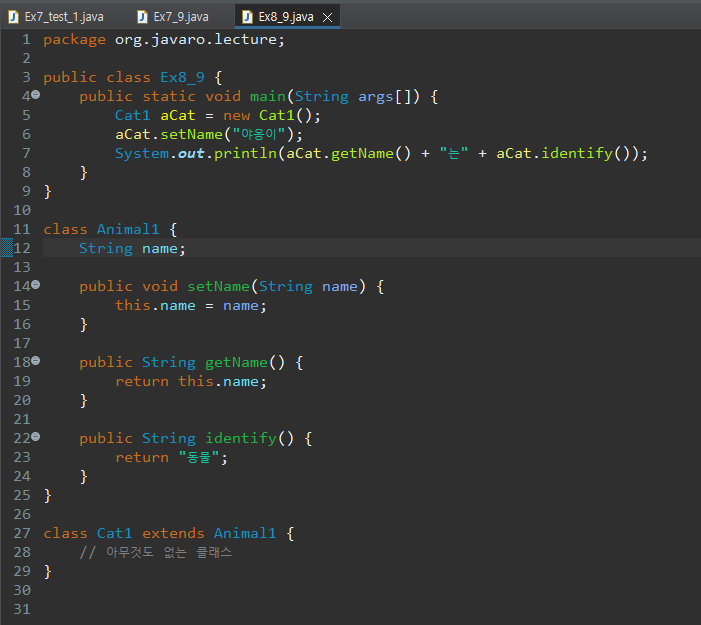 Ex7_test_1.java Ex7_9.java Ex8_9.java
1 package org.javaro.lecture;
2
3 public class Ex8_9 {
4 public static void main(String args[]) {
5 Cat1 aCat = new Cat1();
6 aCat.setName("야옹이");
7 System.out.println(aCat.getName() + "는" + aCat.identify());
8 }
9 }
10
11 class Animal1 {
12 String name;
13
14 public void setName(String name) {
15 this.name = name;
16 }
17
18 public String getName() {
19 return this.name;
20 }
21
22 public String identify() {
23 return "동물";
24 }
25 }
26
27 class Cat1 extends Animal1 {
28 // 아무것도 없는 클래스
29 }
30
31